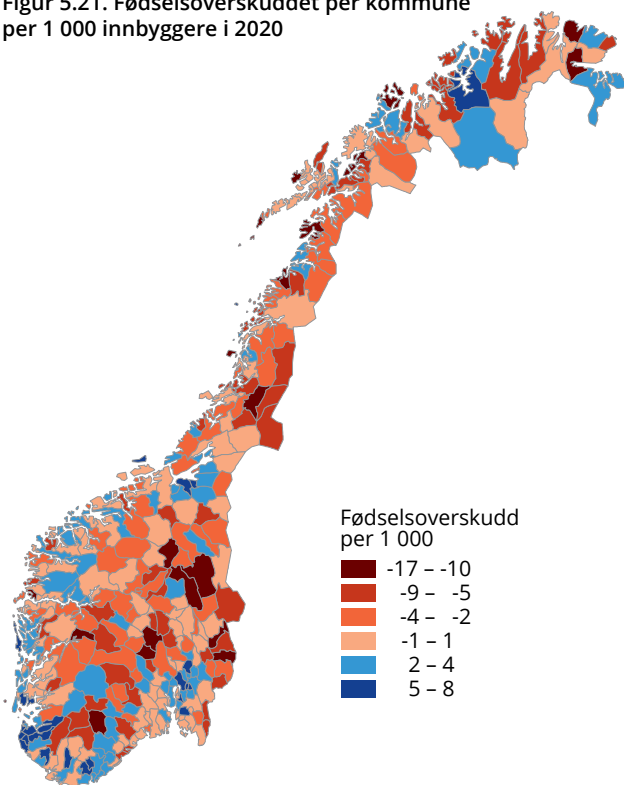 Figur 5.21. Fødselsoverskuddet per kommune
per 1 000 innbyggere i 2020
Fødselsoverskudd
per 1 000
-17 – -10
-9 – -5
-4 – -2
-1 – 1
2 – 4
5 – 8